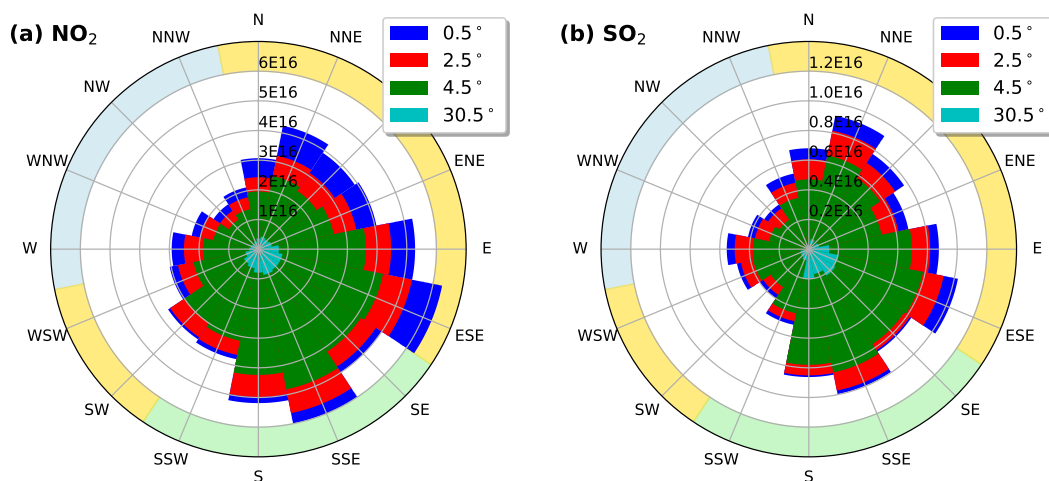 (a) NO₂
N
NNE
ENE
E
ESE
SE
SSE
S
SSW
SW
WSW
W
WNW
NW
NNW
6E16
5E16
4E16
3E16
2E16
1E16
0.5°
2.5°
4.5°
30.5°
(b) SO₂
N
NNE
ENE
E
ESE
SE
SSE
S
SSW
SW
WSW
W
WNW
NW
NNW
1.2E16
1.0E16
0.8E16
0.6E16
0.4E16
0.2E16
0.5°
2.5°
4.5°
30.5°